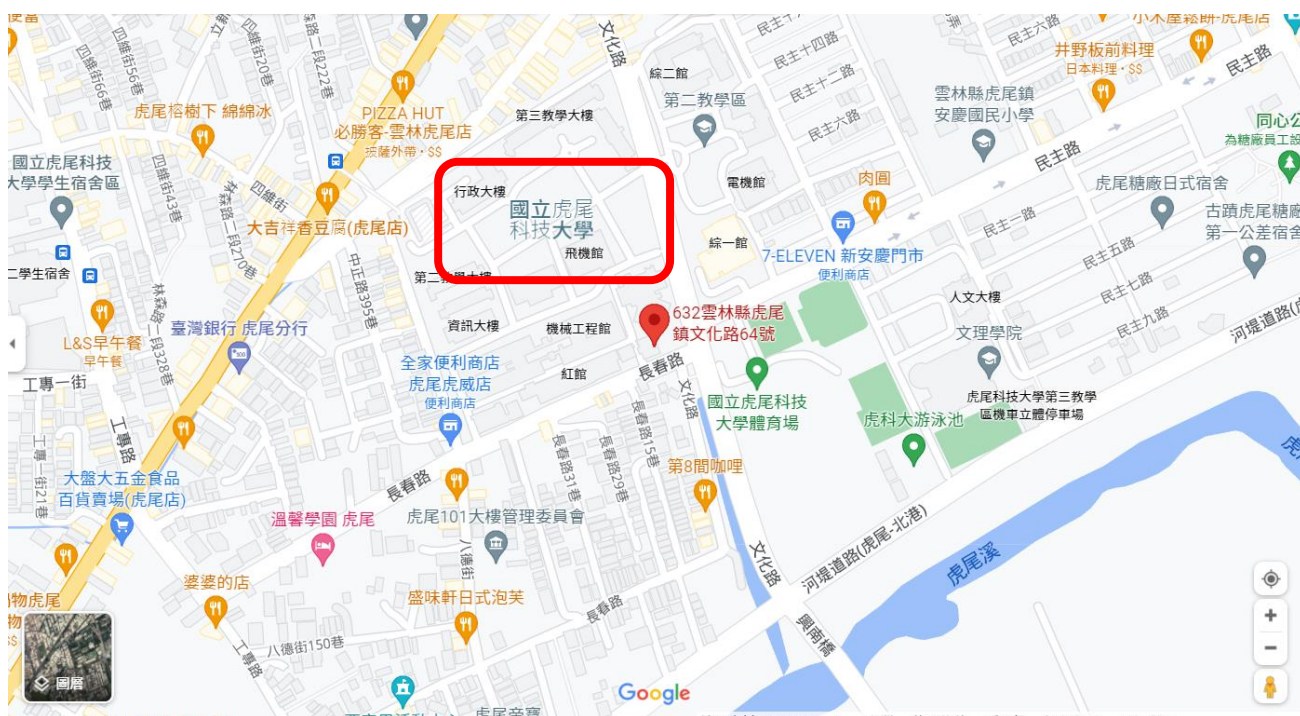 四維街56巷
四維街66巷
四維街20巷
林森路二段222巷
文化路
綜二館
民主十四路
民主十二路
民主六路
民主六路
小木屋鬆餅-虎尾店
井野板前料理
日本料理・$$
民主路
虎尾榕樹下 綿綿冰
PIZZA HUT
必勝客-雲林虎尾店
披薩外帶・$$
第三教學大樓
第二教學區
雲林縣虎尾鎮
安慶國民小學
同心公
為糖廠員工設
國立虎尾科技
大學學生宿舍區
四維街43巷
四維街
林森路二段270巷
行政大樓
國立虎尾
科技大學
飛機館
電機館
肉圓
民主路
虎尾糖廠日式宿舍
古蹟虎尾糖廠
第一公差宿舍
大吉祥香豆腐(虎尾店)
第二教學大樓
綜一館
7-ELEVEN 新安慶門市
便利商店
民主一路
民主五路
民主七路
民主九路
二學生宿舍
林森路二段328巷
中正路395巷
臺灣銀行 虎尾分行
L&S早午餐
早午餐
資訊大樓
機械工程館
632雲林縣虎尾
鎮文化路64號
人文大樓
文理學院
河堤道路(
工專一街
全家便利商店
虎尾虎威店
便利商店
紅館
長春路
文化路
國立虎尾科技
大學體育場
虎科大游泳池
虎尾科技大學第三教學
區機車立體停車場
工專路
工專一街21巷
大盤大五金食品
百貨賣場(虎尾店)
長春路
長春路31巷
長春路29巷
長春路15巷
第8間咖哩
溫馨學園 虎尾
虎尾101大樓管理委員會
八德街
文化路
河堤道路(虎尾-北港)
虎尾溪
婆婆的店
盛味軒日式泡芙
長春路
興南橋
物虎尾
八德街150巷
工專路
圖層
Google